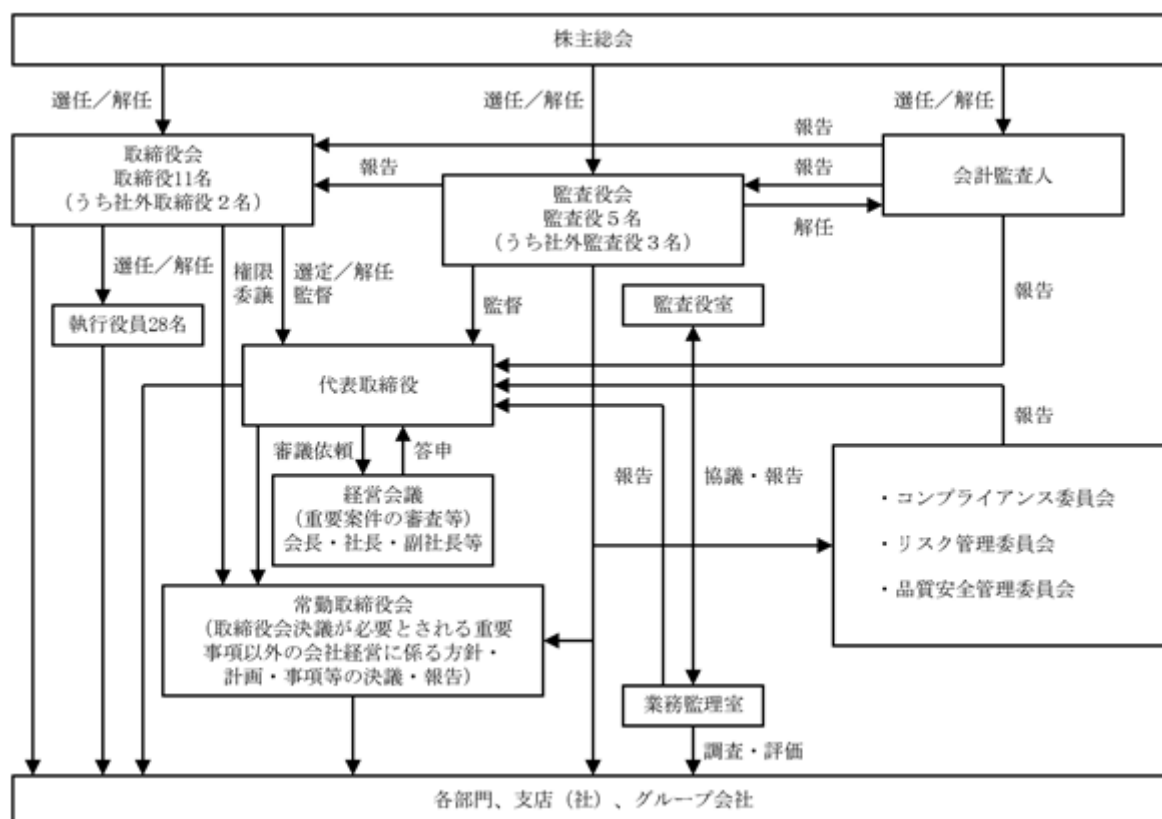 株主総会
選任／解任
選任／解任
選任／解任
取締役会
取締役11名
（うち社外取締役２名）
報告
報告
報告
会計監査人
監査役会
監査役５名
（うち社外監査役３名）
解任
選任／解任
権限
委譲
選定／解任
監督
監督
監査役室
報告
執行役員28名
代表取締役
報告
審議依頼
答申
報告
協議・報告
経営会議
（重要案件の審査等）
会長・社長・副社長等
・コンプライアンス委員会
・リスク管理委員会
・品質安全管理委員会
常勤取締役会
（取締役会決議が必要とされる重要
事項以外の会社経営に係る方針・
計画・事項等の決議・報告）
業務監理室
調査・評価
各部門、支店（社）、グループ会社